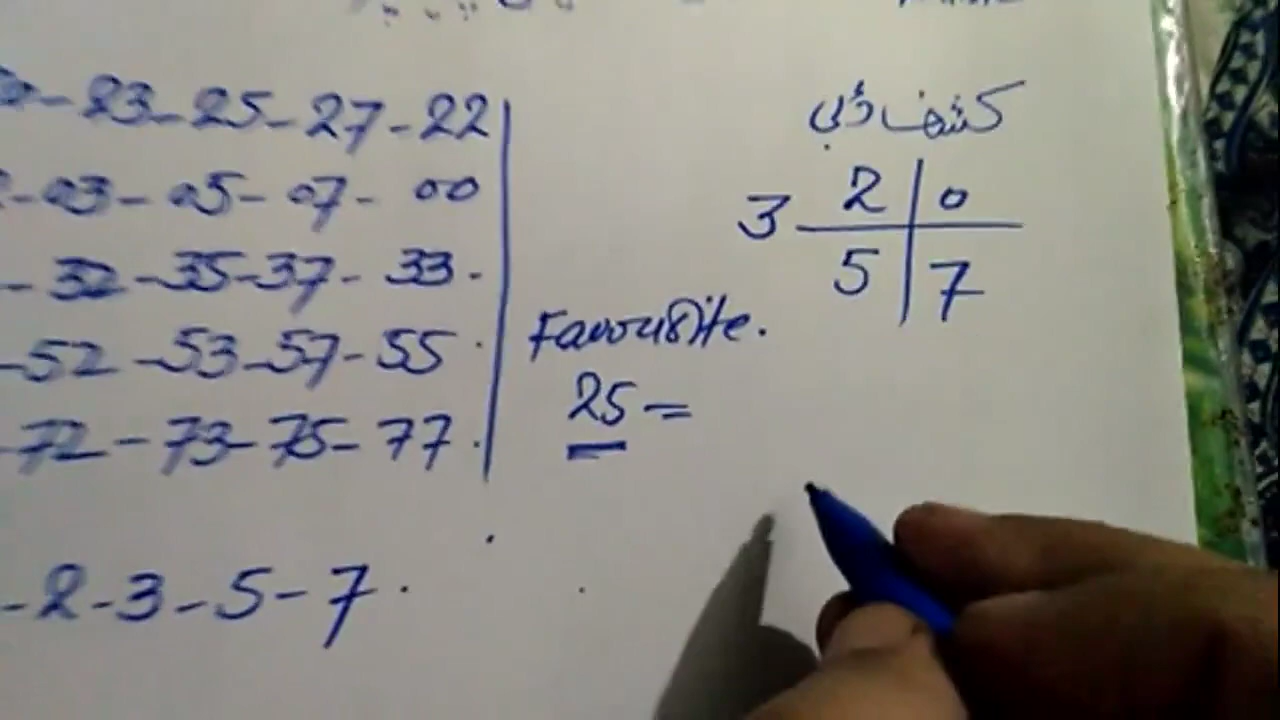 23 - 25 - 27 - 22
- 03 - 05 - 07 - 00
- 32 - 35 - 37 - 33 -
- 52 - 53 - 57 - 55 .
72 - 73 - 75 - 77 .
- 2 - 3 - 5 - 7 .
کشف
3 2 0
5 7
Favourite.
25 =